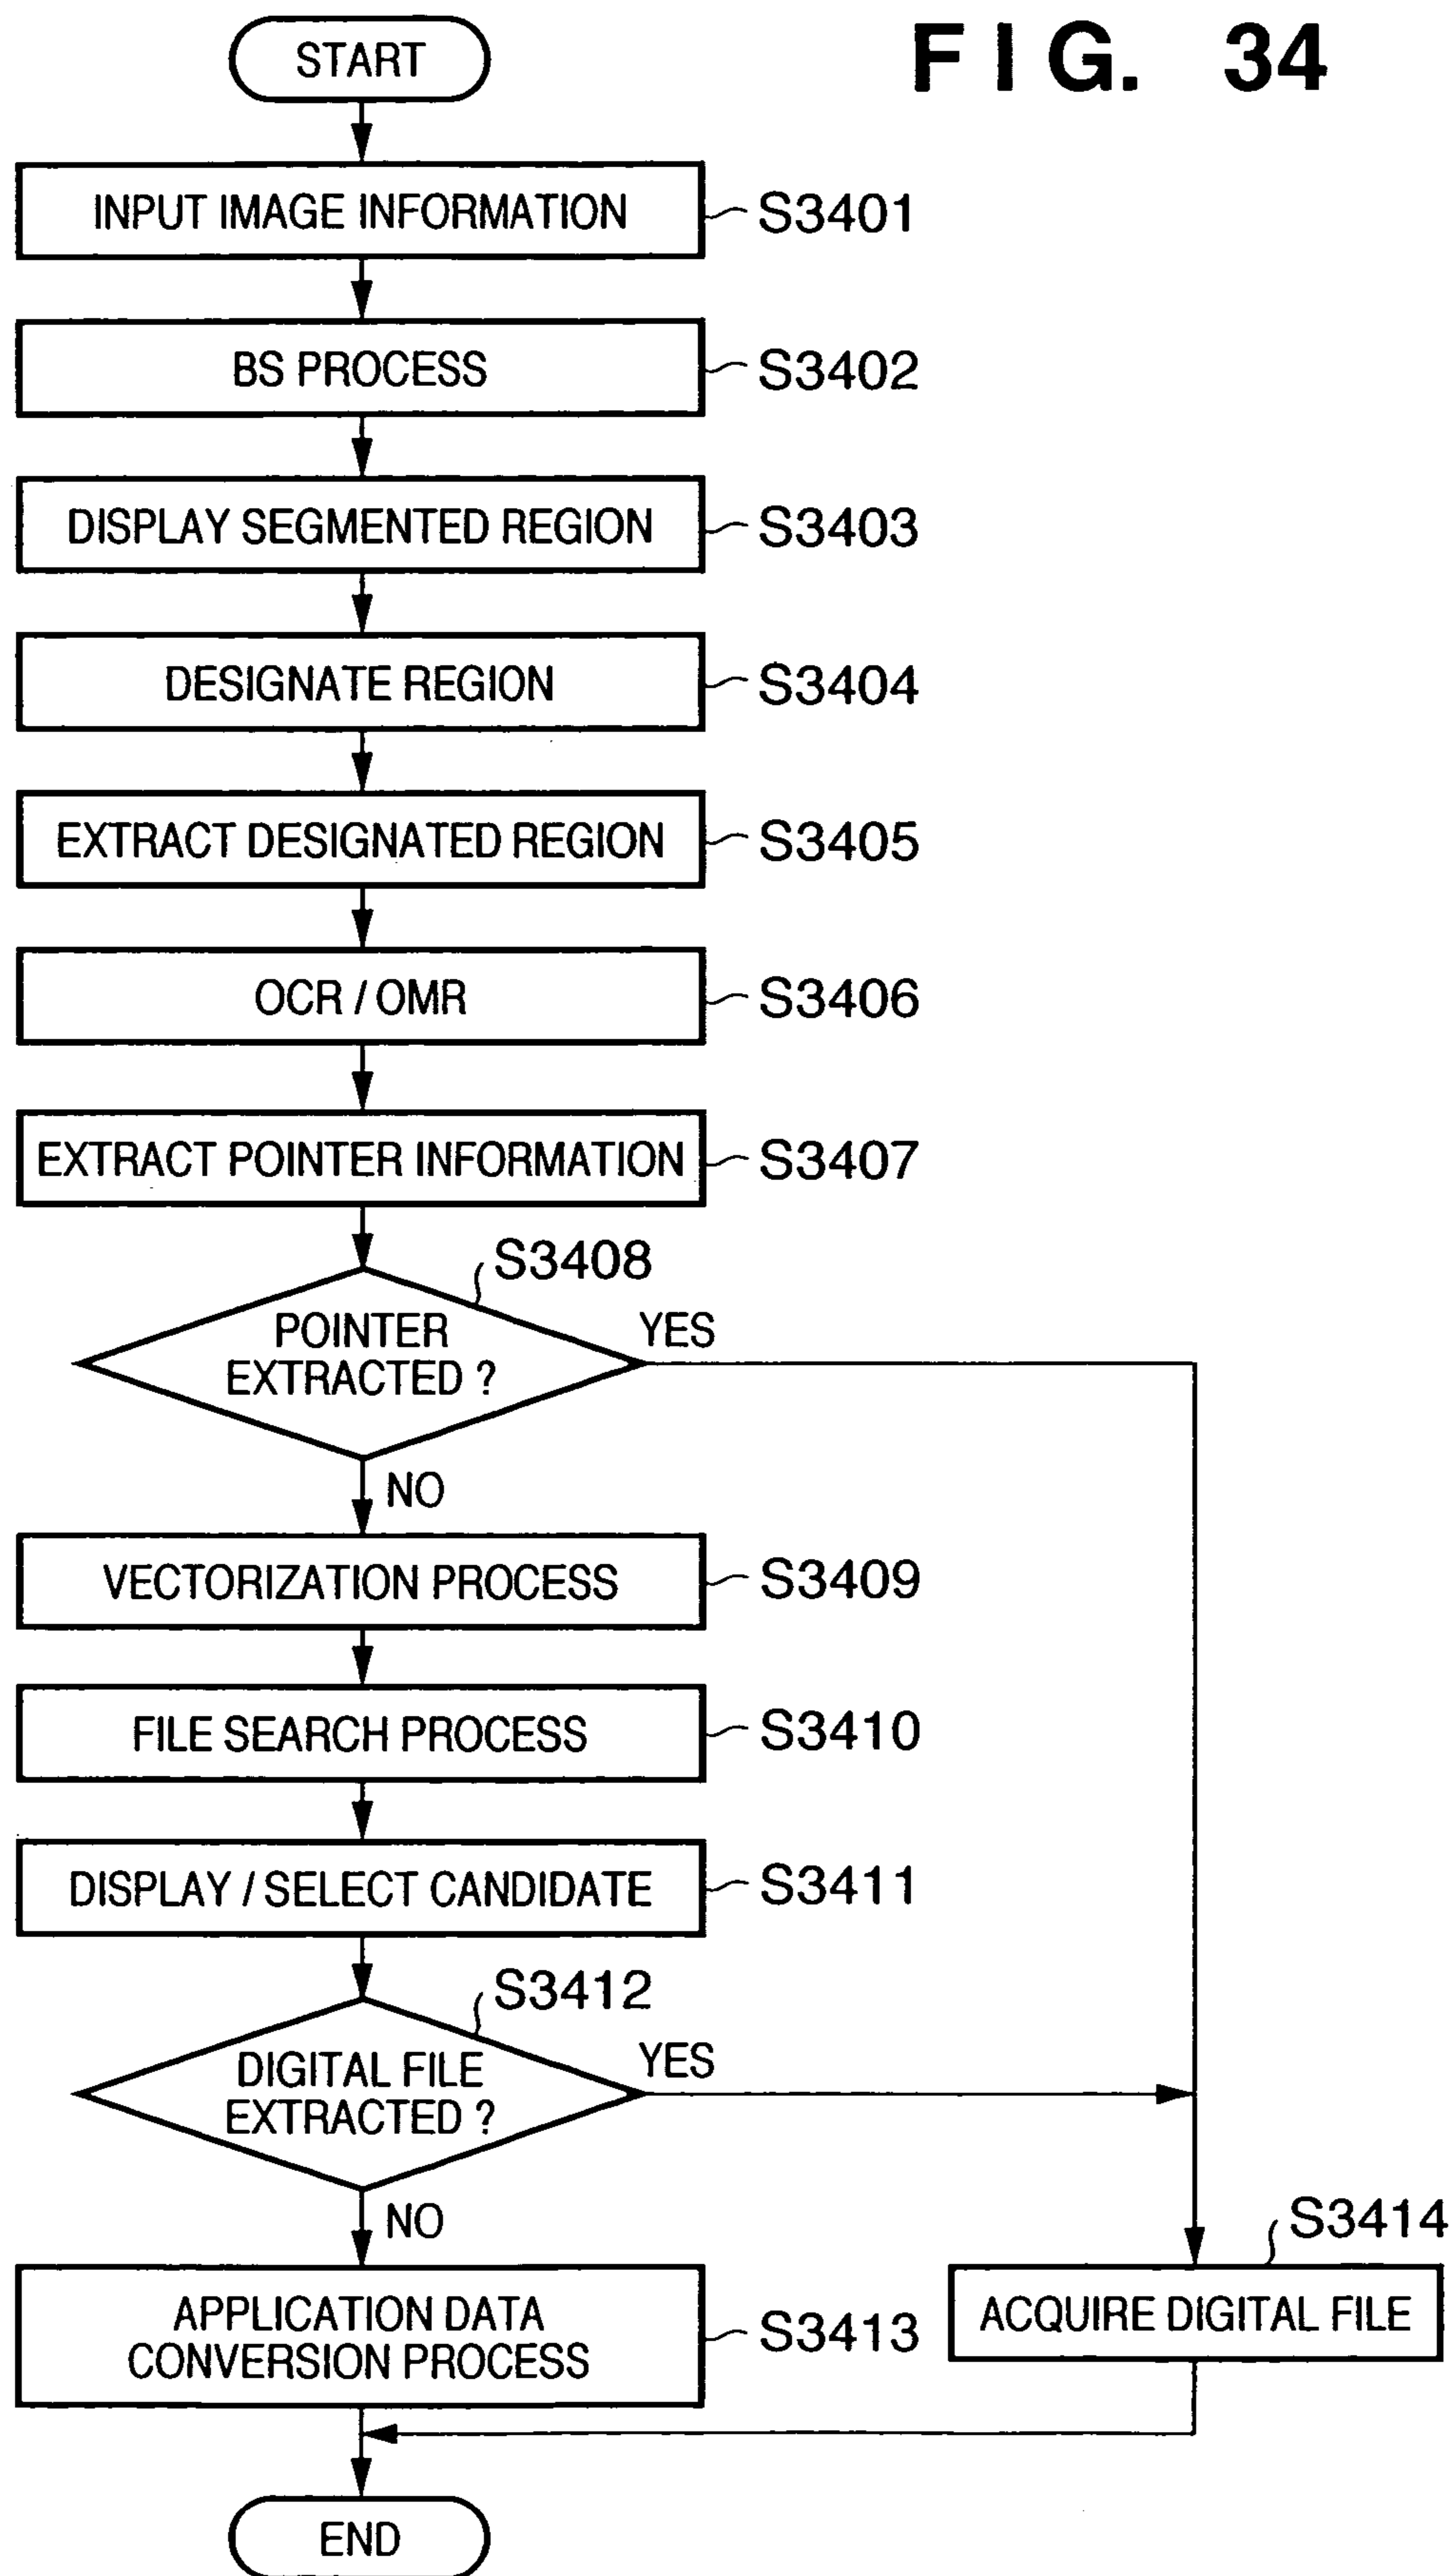 FIG. 34
START
INPUT IMAGE INFORMATION
S3401
BS PROCESS
S3402
DISPLAY SEGMENTED REGION
S3403
DESIGNATE REGION
S3404
EXTRACT DESIGNATED REGION
S3405
OCR / OMR
S3406
EXTRACT POINTER INFORMATION
S3407
S3408
POINTER
EXTRACTED ?
YES
NO
VECTORIZATION PROCESS
S3409
FILE SEARCH PROCESS
S3410
DISPLAY / SELECT CANDIDATE
S3411
S3412
DIGITAL FILE
EXTRACTED ?
YES
NO
APPLICATION DATA
CONVERSION PROCESS
S3413
S3414
ACQUIRE DIGITAL FILE
END